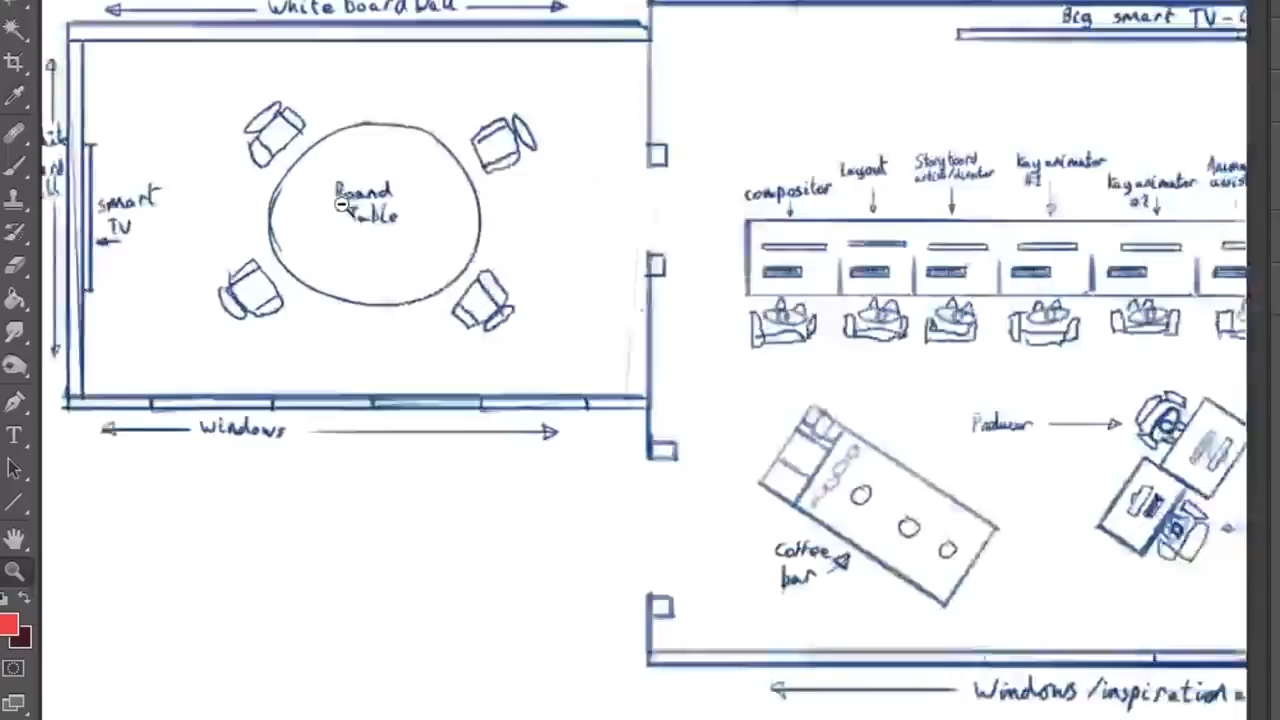 White board Wall
Big smart TV -
smart
TV
Round
Table
Layout
Storyboard
artist/director
Key animator
#1
compositor
Key animator
#2
Windows
Producer
Coffee
bar
Windows /inspiration
T